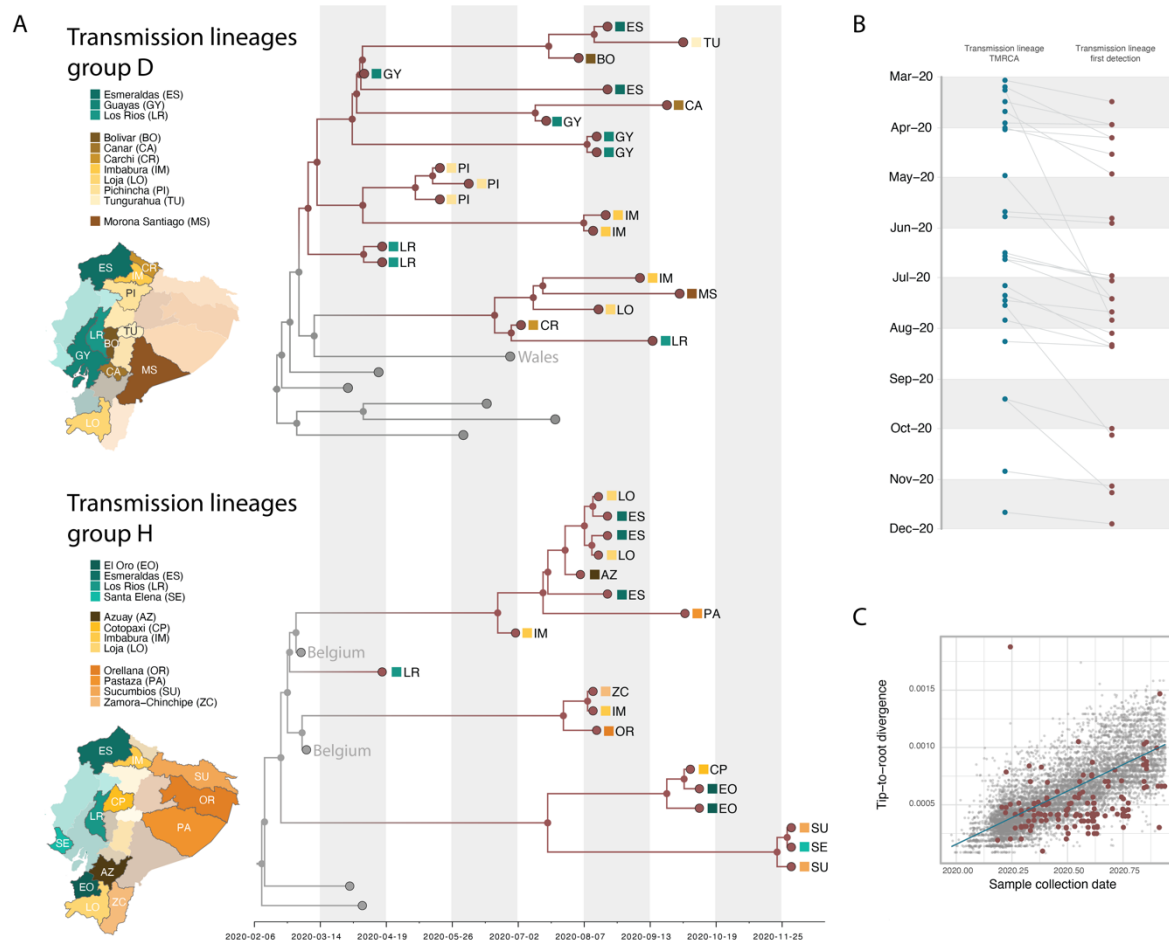 A
Transmission lineages
group D
Esmeraldas (ES)
Guayas (GY)
Los Rios (LR)
Bolivar (BO)
Canar (CA)
Carchi (CR)
Imbabura (IM)
Loja (LO)
Pichincha (PI)
Tungurahua (TU)
Morona Santiago (MS)
ES
CR
IM
PI
LR
TU
BO
GY
CA
MS
LO
ES
TU
BO
GY
ES
CA
GY
GY
GY
PI
PI
PI
IM
IM
LR
LR
IM
MS
LO
CR
LR
Wales
Transmission lineages
group H
El Oro (EO)
Esmeraldas (ES)
Los Rios (LR)
Santa Elena (SE)
Azuay (AZ)
Cotopaxi (CP)
Imbabura (IM)
Loja (LO)
Orellana (OR)
Pastaza (PA)
Sucumbios (SU)
Zamora-Chinchipe (ZC)
ES
IM
SU
CP
OR
LR
PA
SE
AZ
EO
LO
ZC
LO
ES
ES
LO
AZ
ES
PA
IM
Belgium
LR
ZC
IM
OR
Belgium
CP
EO
EO
SU
SE
SU
2020-02-06 2020-03-14 2020-04-19 2020-05-26 2020-07-02 2020-08-07 2020-09-13 2020-10-19 2020-11-25
B
Transmission lineage
TMRCA
Transmission lineage
first detection
Mar-20
Apr-20
May-20
Jun-20
Jul-20
Aug-20
Sep-20
Oct-20
Nov-20
Dec-20
C
Tip-to-root divergence
0.0015
0.0010
0.0005
2020.00 2020.25 2020.50 2020.75
Sample collection date